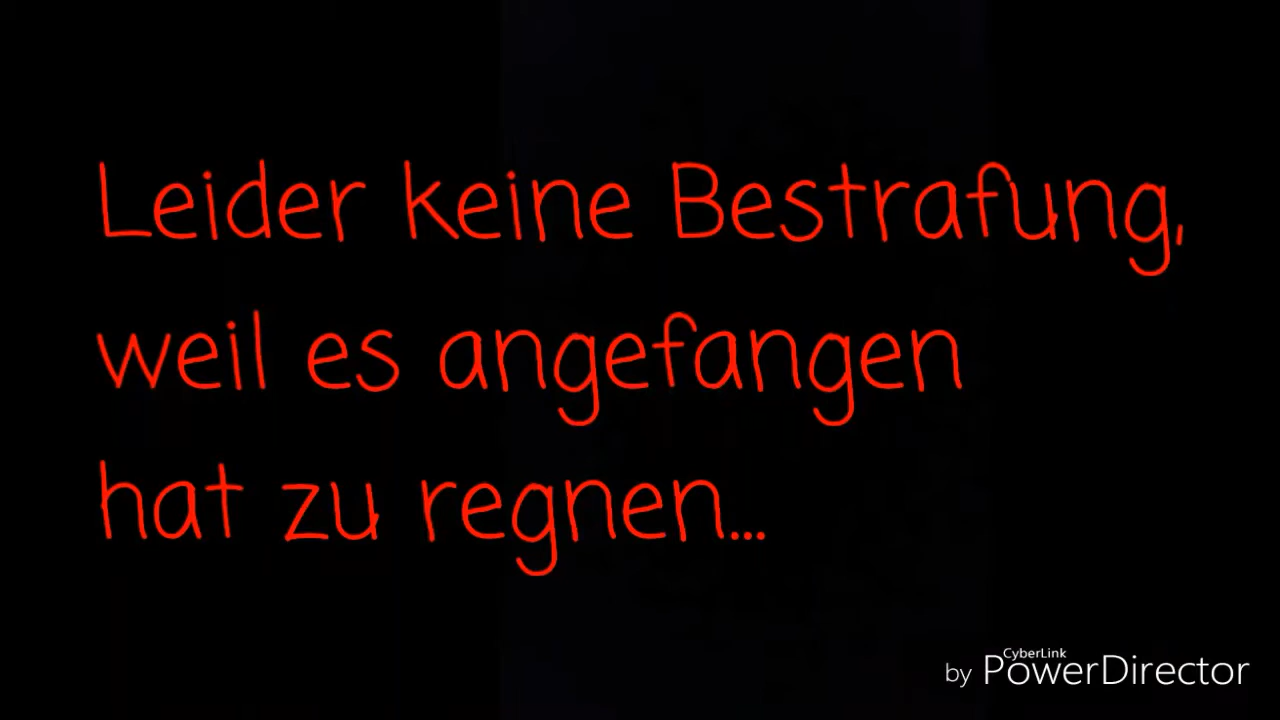 Leider keine Bestrafung,
weil es angefangen
hat zu regnen...
CyberLink
by PowerDirector